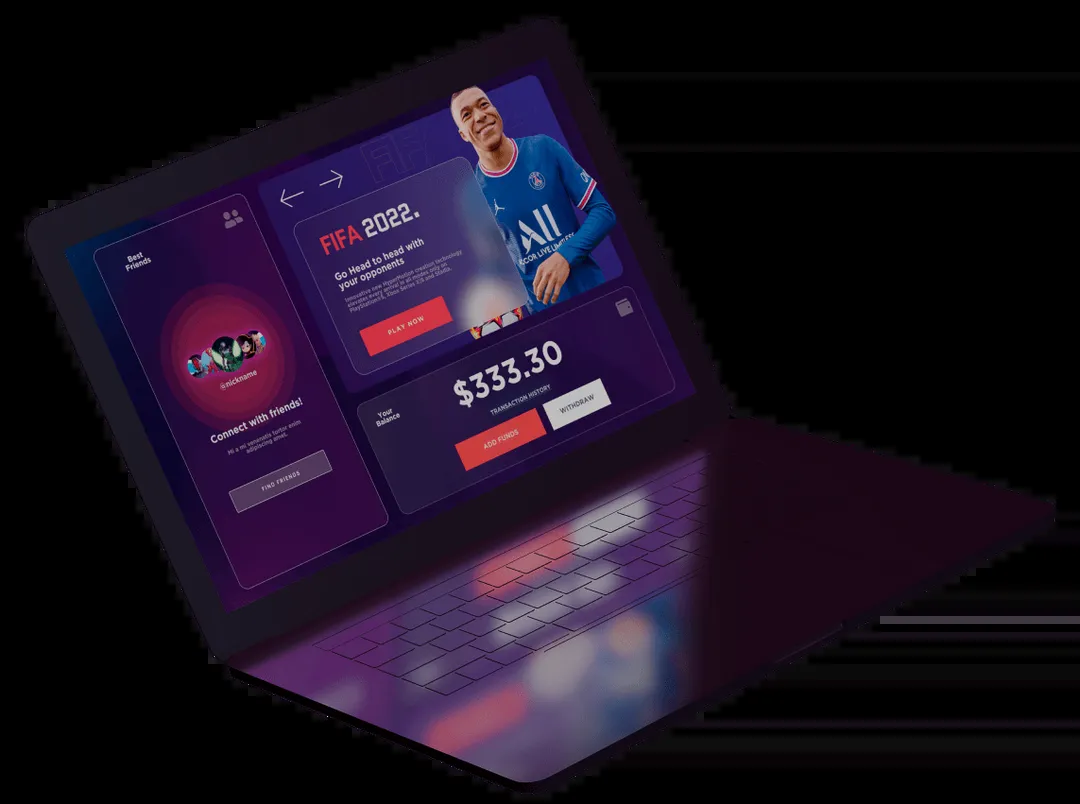 Best
Friends
@nickname
Connect with friends!
Hi a mi venenatis tortor enim
adipiscing amet.
FIND FRIENDS
FIFA 2022.
Go Head to head with
your opponents
Innovative new HyperMotion creation technology
elevates every arrival in all modes only on
PlayStation®5, Xbox Series X|S and Stadia.
PLAY NOW
All
ACCOR LIVE LIMITLESS
Your
Balance
$333.30
TRANSACTION HISTORY
ADD FUNDS
WITHDRAW